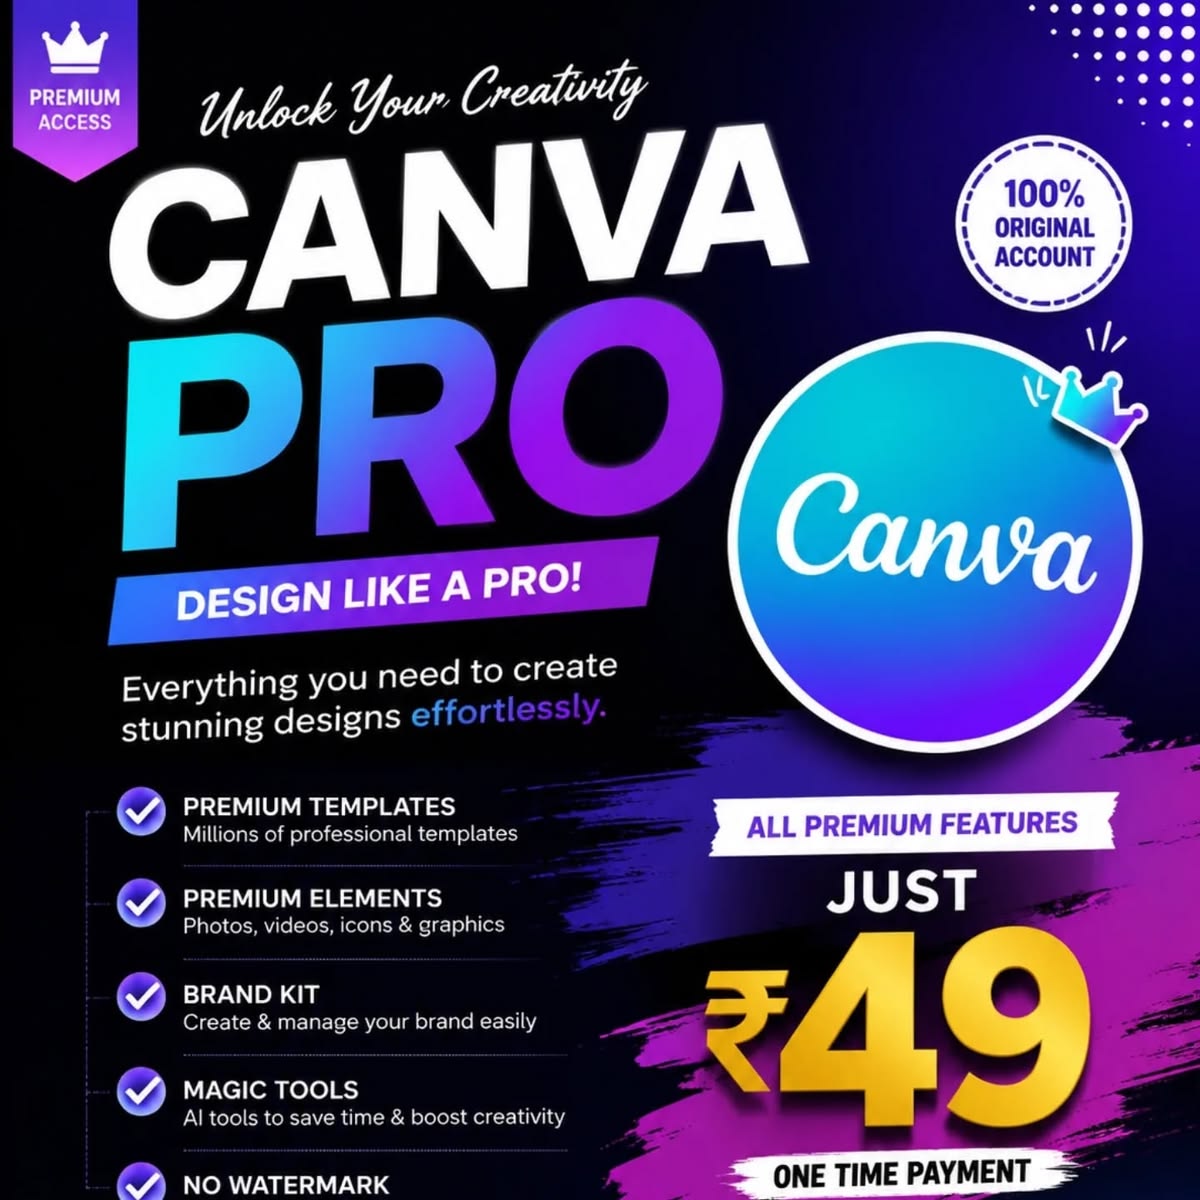 PREMIUM
ACCESS
Unlock Your Creativity
CANVA
PRO
DESIGN LIKE A PRO!
Everything you need to create
stunning designs effortlessly.
100%
ORIGINAL
ACCOUNT
Canva
PREMIUM TEMPLATES
Millions of professional templates
PREMIUM ELEMENTS
Photos, videos, icons & graphics
BRAND KIT
Create & manage your brand easily
MAGIC TOOLS
AI tools to save time & boost creativity
NO WATERMARK
ALL PREMIUM FEATURES
JUST
₹49
ONE TIME PAYMENT